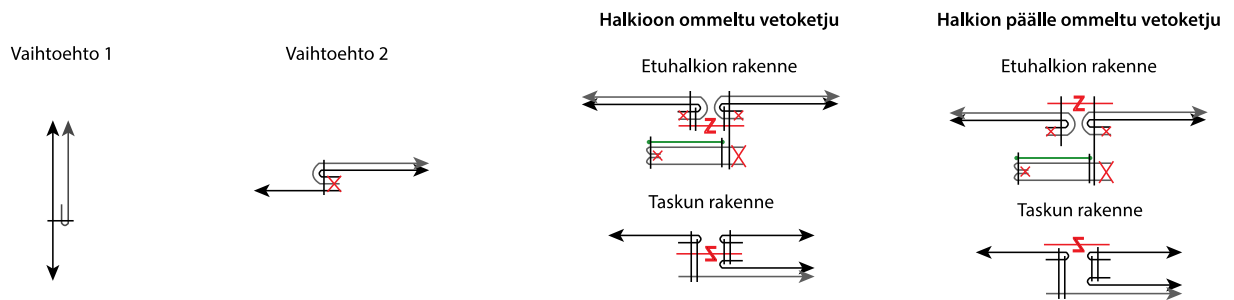 Halkioon ommeltu vetoketju
Halkion päälle ommeltu vetoketju
Vaihtoehto 1
Vaihtoehto 2
Etuhalkion rakenne
Etuhalkion rakenne
Taskun rakenne
Taskun rakenne